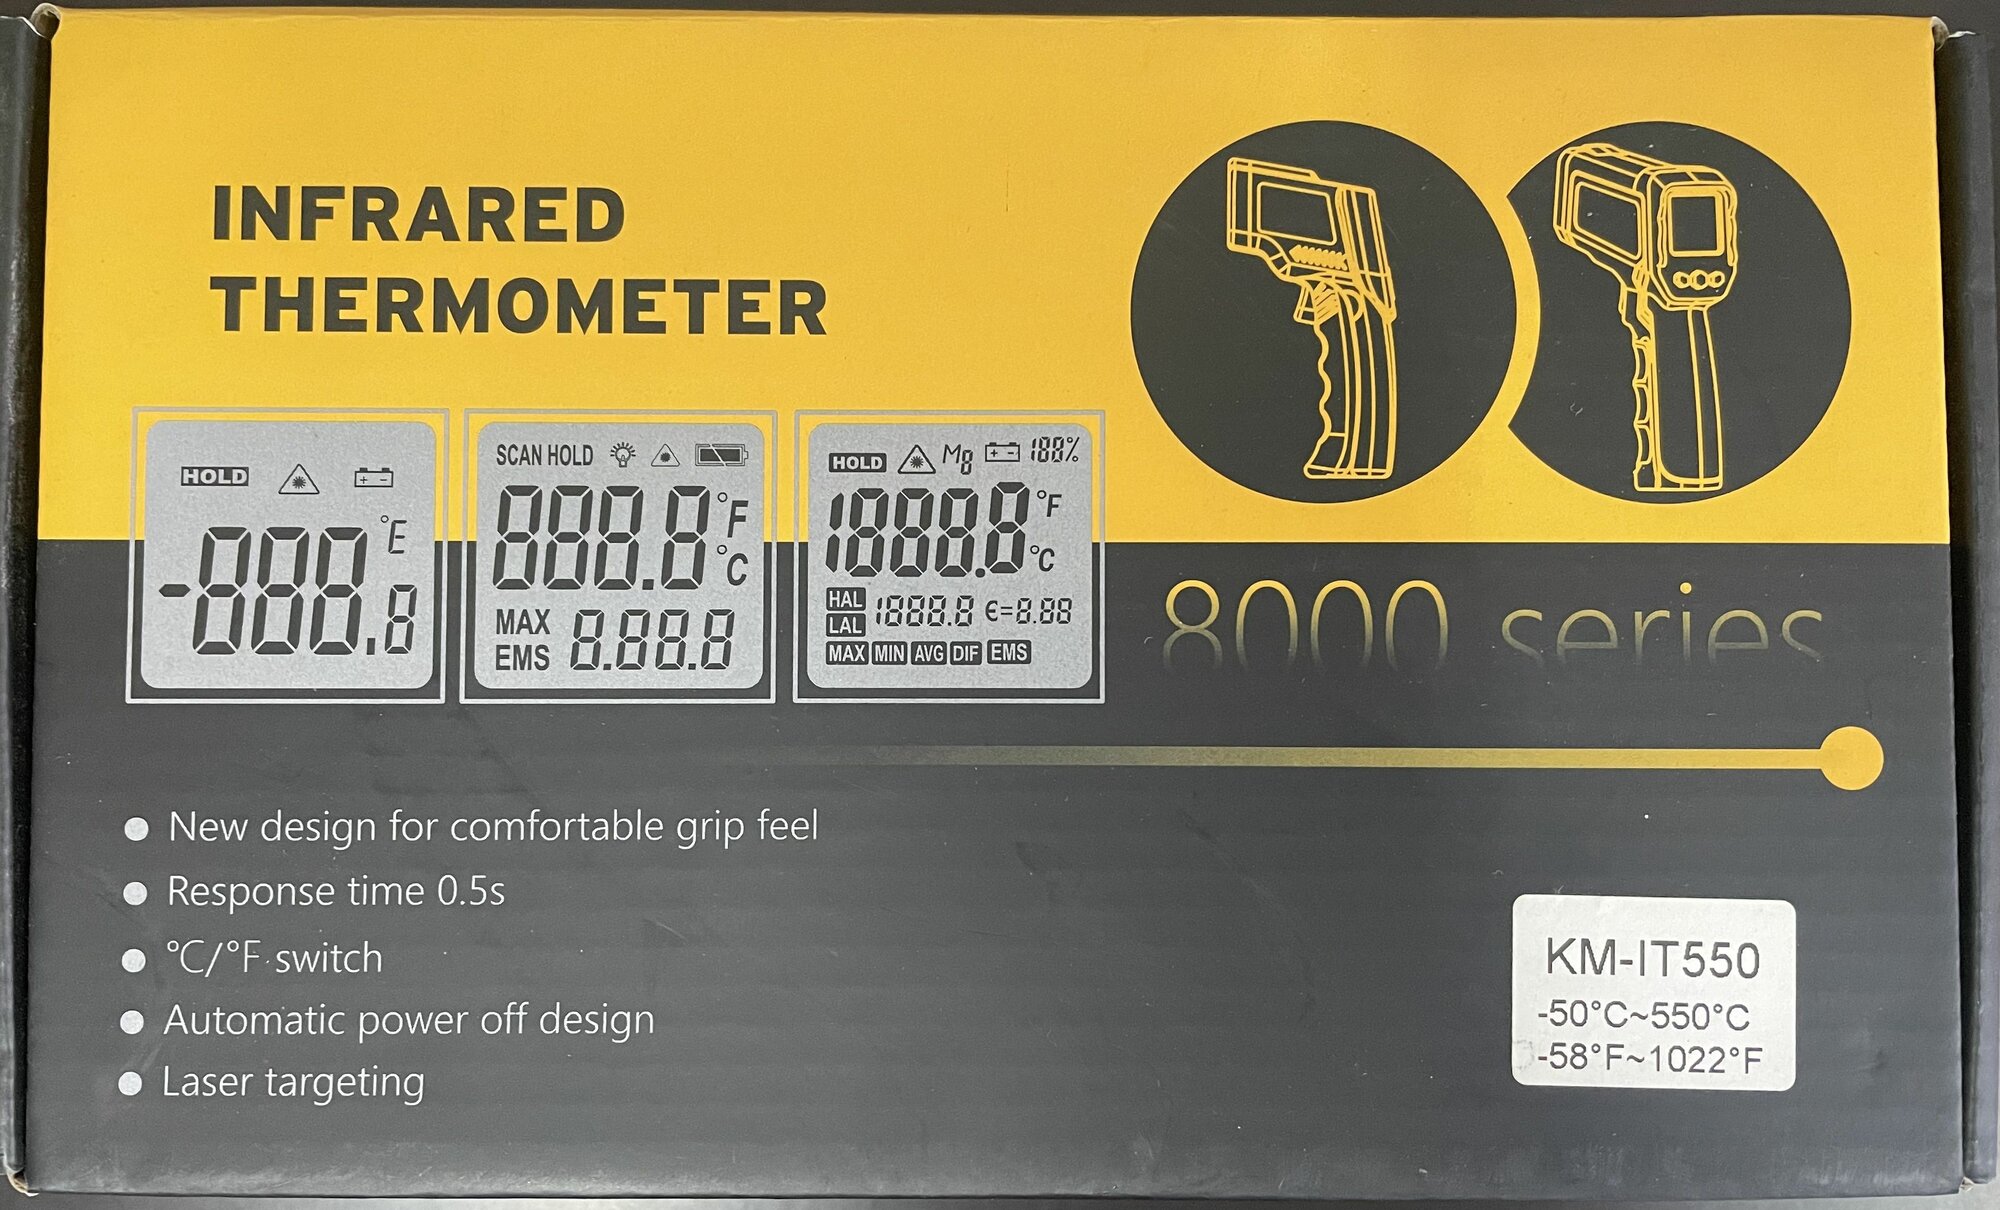 INFRARED
THERMOMETER
HOLD
°E
-888.8
SCAN HOLD
888.8 °F
°C
MAX
EMS 8.88.8
HOLD Mg 188%
1888.8 °F
°C
HAL
LAL 1888.8 €=8.88
MAX MIN AVG DIF EMS
8000 series
● New design for comfortable grip feel
● Response time 0.5s
● °C/°F switch
● Automatic power off design
● Laser targeting
KM-IT550
-50°C~550°C
-58°F~1022°F